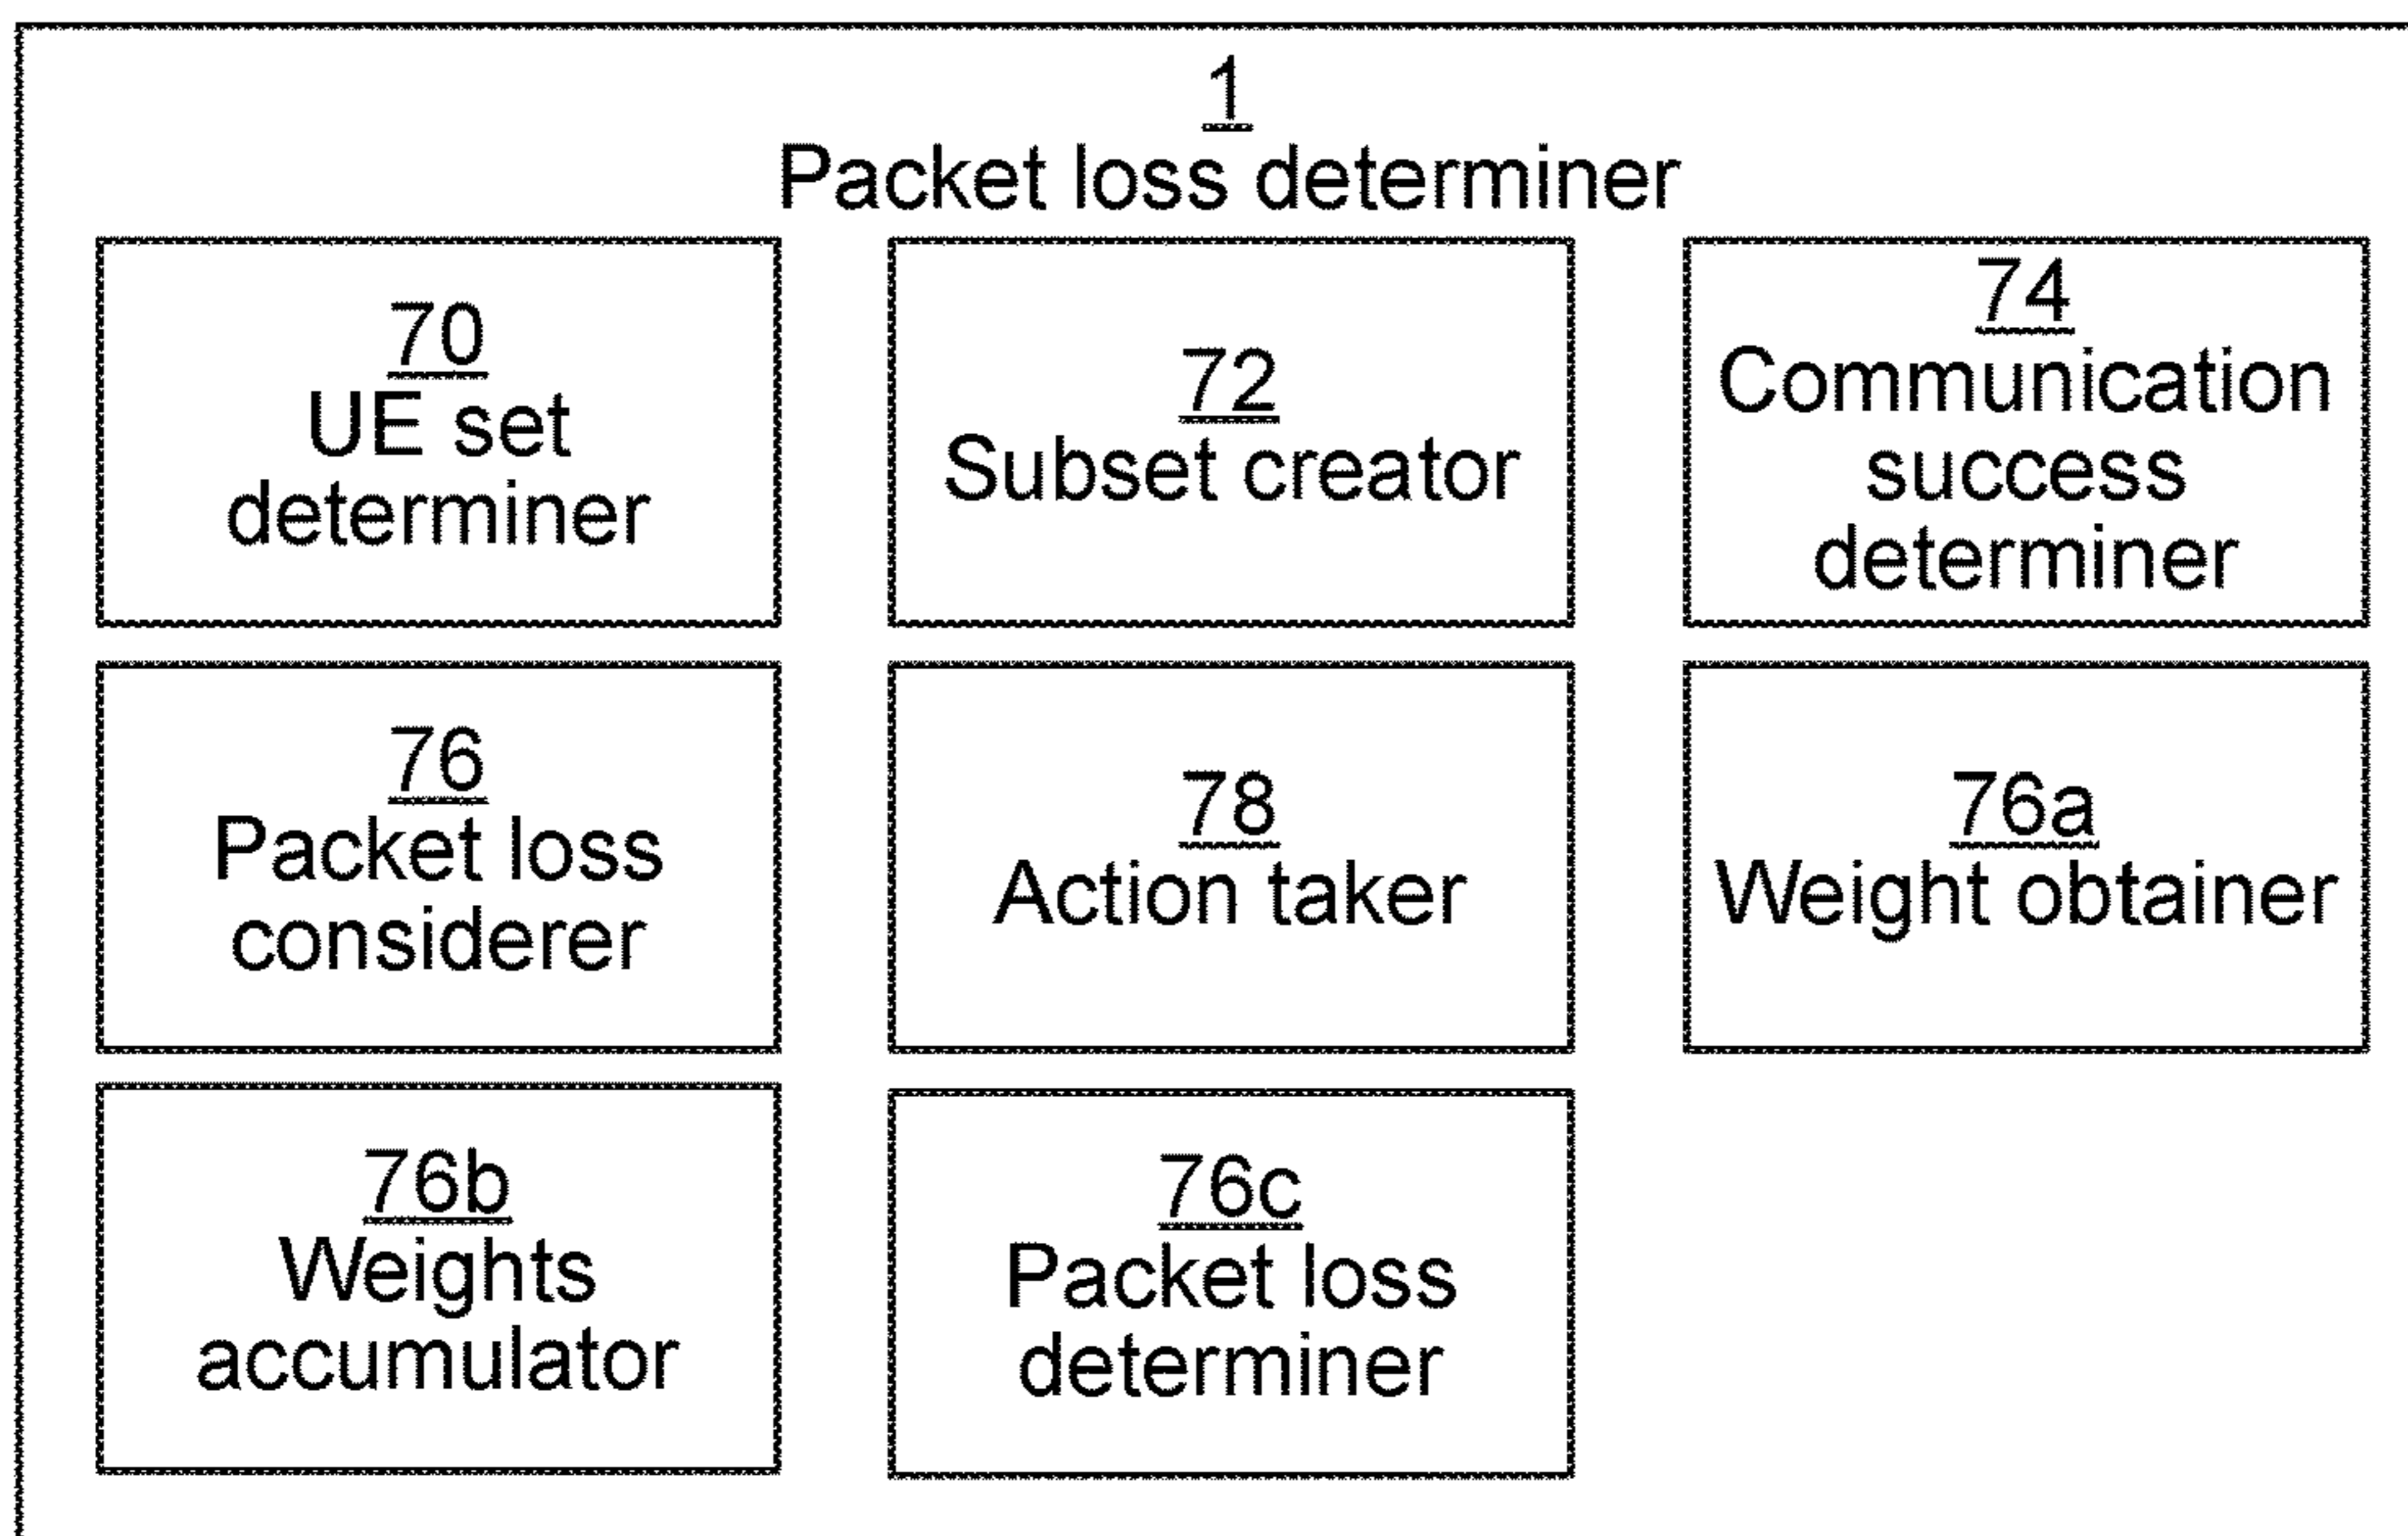 1
Packet loss determiner
70
UE set
determiner
72
Subset creator
74
Communication
success
determiner
76
Packet loss
considerer
78
Action taker
76a
Weight obtainer
76b
Weights
accumulator
76c
Packet loss
determiner